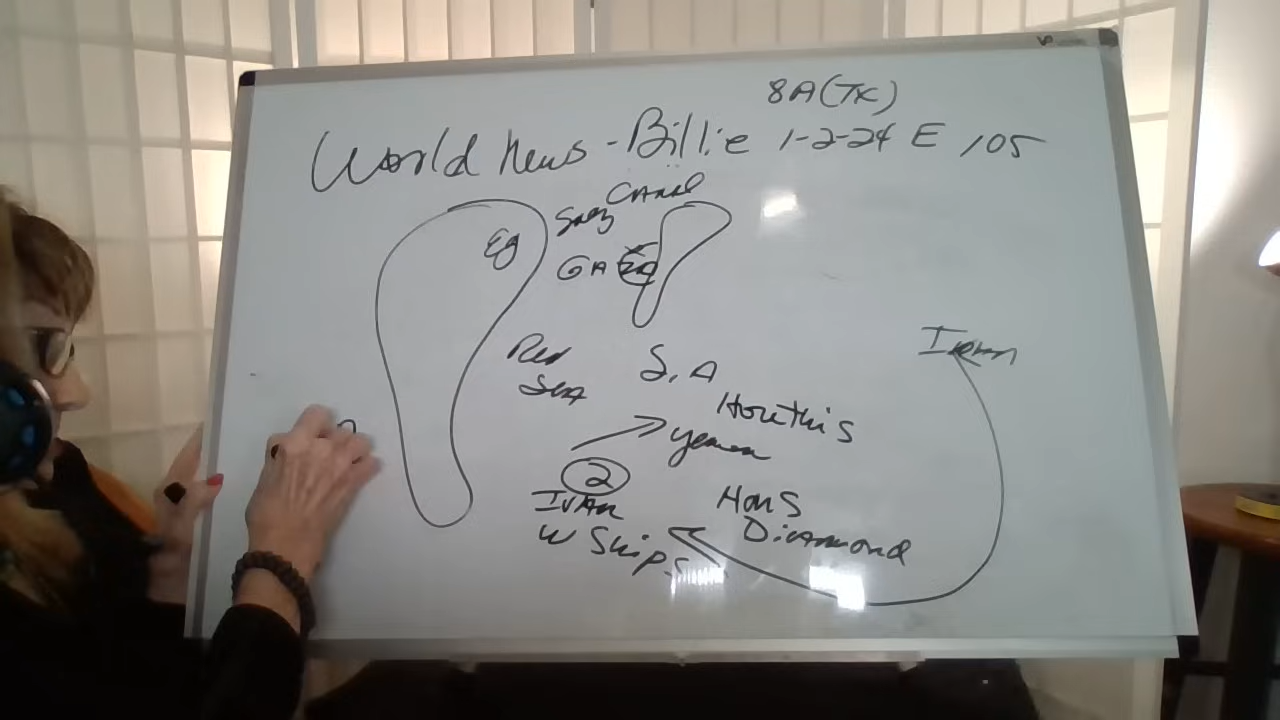 8A(TK)
World News - Billie 1-2-24 E 105
Suez Canal
Eg
GAZA
Red
Sea
S.A
Iran
Houthis
Yemen
2
IRAN
W Ships
Hans
Diamond